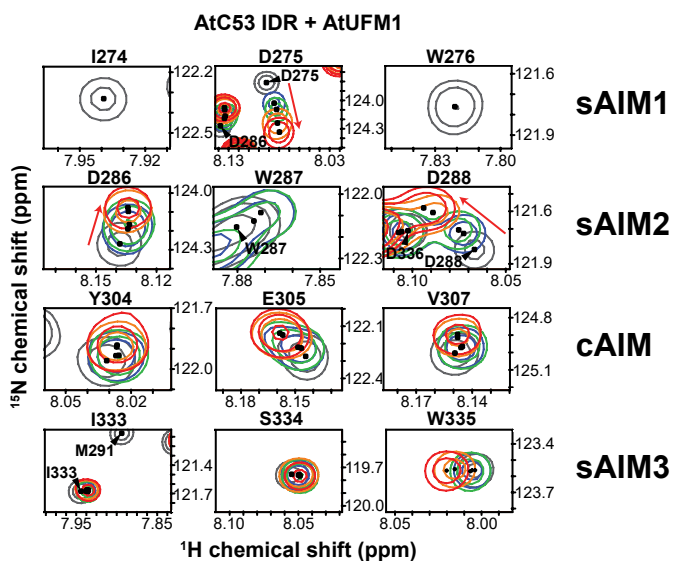 AtC53 IDR + AtUFM1
I274 D275 W276
122.2 122.5 D275 D286 124.0 124.3 121.6 121.9 sAIM1
7.95 7.92 8.13 8.03 7.83 7.80
D286 W287 D288
124.0 124.3 W287 122.0 122.3 D336 D288 121.6 121.9 sAIM2
8.15 8.12 7.88 7.85 8.10 8.05
Y304 E305 V307
121.7 122.0 122.1 122.4 124.8 125.1 cAIM
8.05 8.02 8.18 8.15 8.17 8.14
I333 S334 W335
M291 I333 121.4 121.7 119.7 120.0 123.4 123.7 sAIM3
7.95 7.85 8.10 8.05 8.05 8.00
¹⁵N chemical shift (ppm)
¹H chemical shift (ppm)